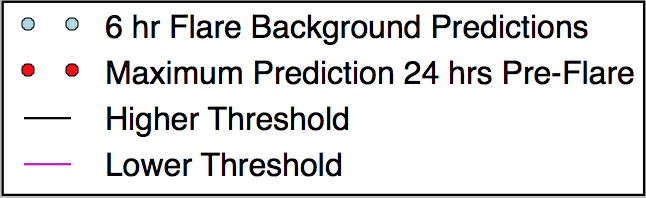 6 hr Flare Background Predictions
Maximum Prediction 24 hrs Pre-Flare
Higher Threshold
Lower Threshold